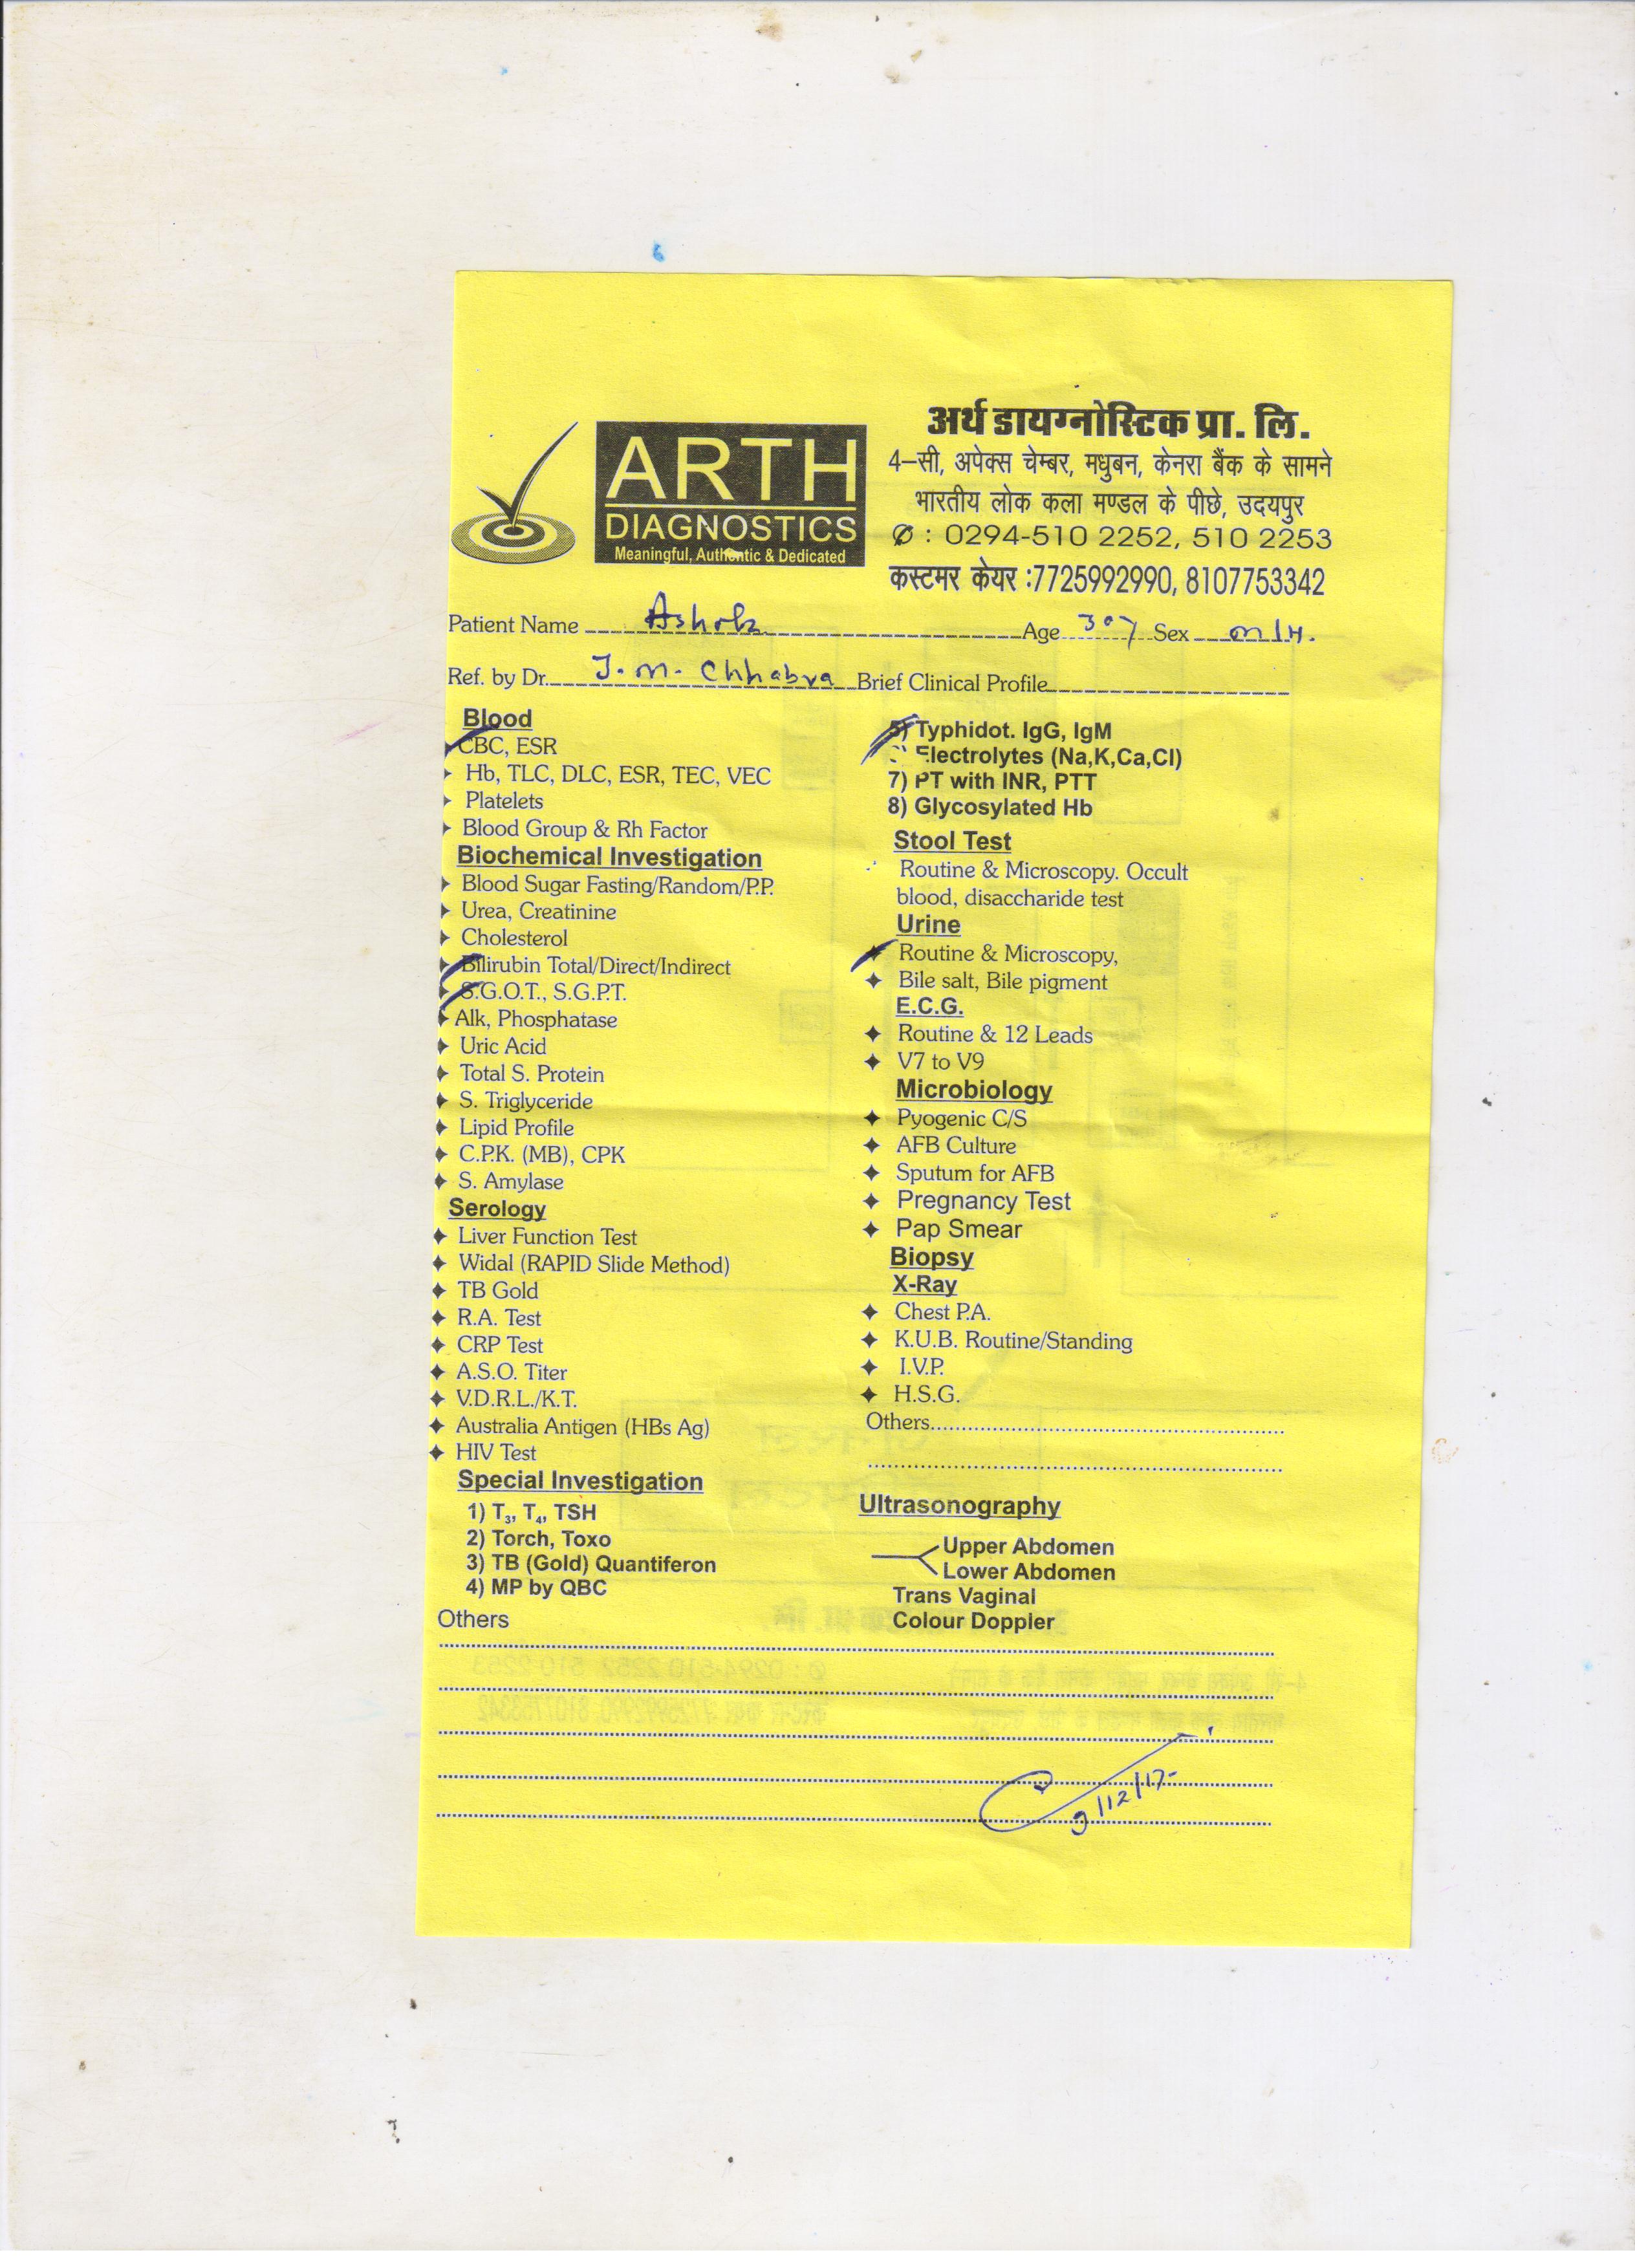 अर्थ डायग्नोस्टिक प्रा. लि.
ARTH
DIAGNOSTICS
Meaningful, Authentic & Dedicated
4–सी, अपेक्स चेम्बर, मधुबन, केनरा बैंक के सामने
भारतीय लोक कला मण्डल के पीछे, उदयपुर
: 0294-510 2252, 510 2253
कस्टमर केयर :7725992990, 8107753342
Patient Name Ashok Age 30y Sex M/H.
Ref. by Dr. J. M. Chhabra Brief Clinical Profile
Blood
CBC, ESR
Hb, TLC, DLC, ESR, TEC, VEC
Platelets
Blood Group & Rh Factor
Biochemical Investigation
Blood Sugar Fasting/Random/P.P.
Urea, Creatinine
Cholesterol
Bilirubin Total/Direct/Indirect
S.G.O.T., S.G.P.T.
Alk, Phosphatase
Uric Acid
Total S. Protein
S. Triglyceride
Lipid Profile
C.P.K. (MB), CPK
S. Amylase
Serology
Liver Function Test
Widal (RAPID Slide Method)
TB Gold
R.A. Test
CRP Test
A.S.O. Titer
V.D.R.L./K.T.
Australia Antigen (HBs Ag)
HIV Test
Special Investigation
1) T3, T4, TSH
2) Torch, Toxo
3) TB (Gold) Quantiferon
4) MP by QBC
Others
5) Typhidot. IgG, IgM
Electrolytes (Na,K,Ca,Cl)
7) PT with INR, PTT
8) Glycosylated Hb
Stool Test
Routine & Microscopy. Occult
blood, disaccharide test
Urine
Routine & Microscopy,
Bile salt, Bile pigment
E.C.G.
Routine & 12 Leads
V7 to V9
Microbiology
Pyogenic C/S
AFB Culture
Sputum for AFB
Pregnancy Test
Pap Smear
Biopsy
X-Ray
Chest P.A.
K.U.B. Routine/Standing
I.V.P.
H.S.G.
Others
Ultrasonography
Upper Abdomen
Lower Abdomen
Trans Vaginal
Colour Doppler
9/12/17